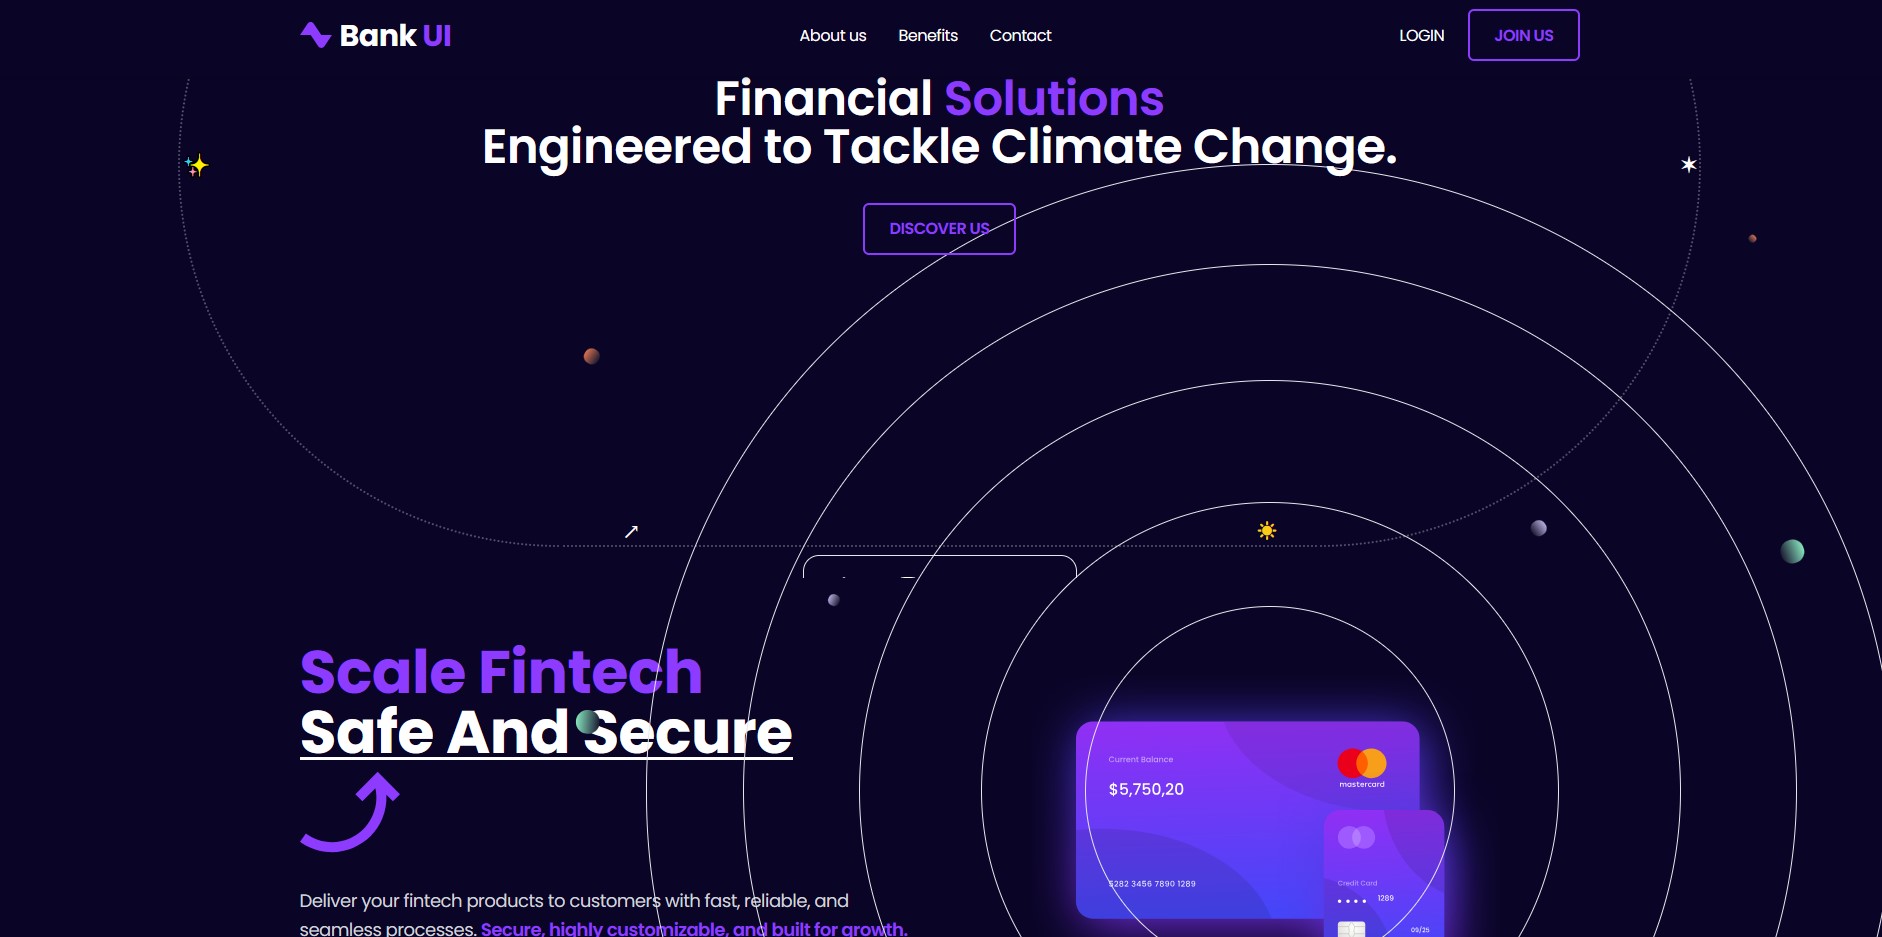 Bank UI
About us
Benefits
Contact
LOGIN
JOIN US
Financial Solutions
Engineered to Tackle Climate Change.
DISCOVER US
Scale Fintech
Safe And Secure
Deliver your fintech products to customers with fast, reliable, and
seamless processes. Secure, highly customizable, and built for growth.
Current Balance
$5,750,20
mastercard
5282 3456 7890 1289
Credit Card
1289
09/25